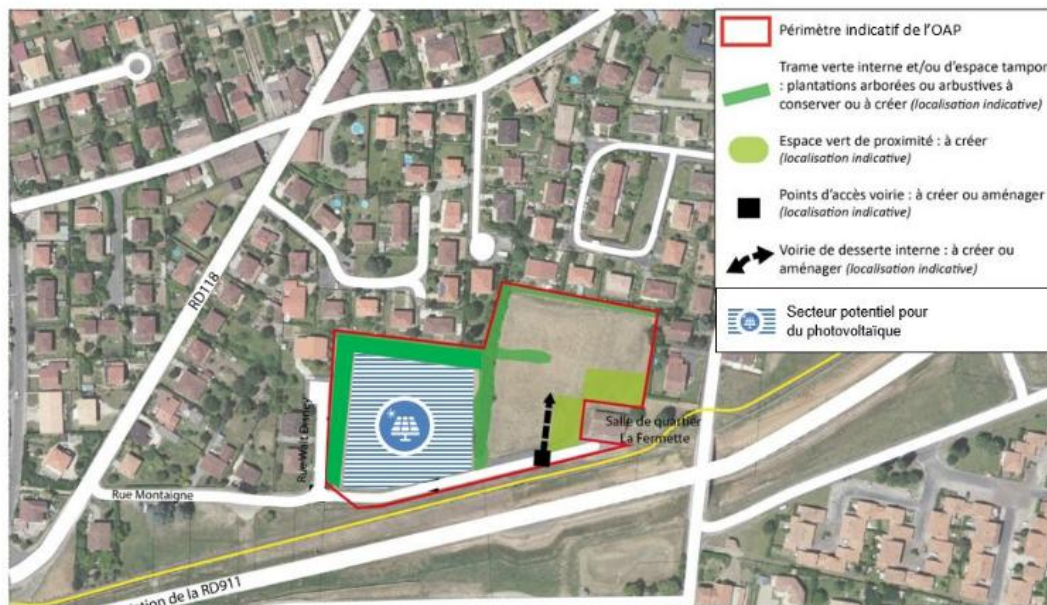 Périmètre indicatif de l'OAP
Trame verte interne et/ou d'espace tampon
: plantations arborées ou arbustives à
conserver ou à créer (localisation indicative)
Espace vert de proximité : à créer
(localisation indicative)
Points d'accès voirie : à créer ou aménager
(localisation indicative)
Voirie de desserte interne : à créer ou
aménager (localisation indicative)
Secteur potentiel pour
du photovoltaïque
RD118
Salle de quartier
La Fermette
Rue Walt Disney
Rue Montaigne
de la RD911